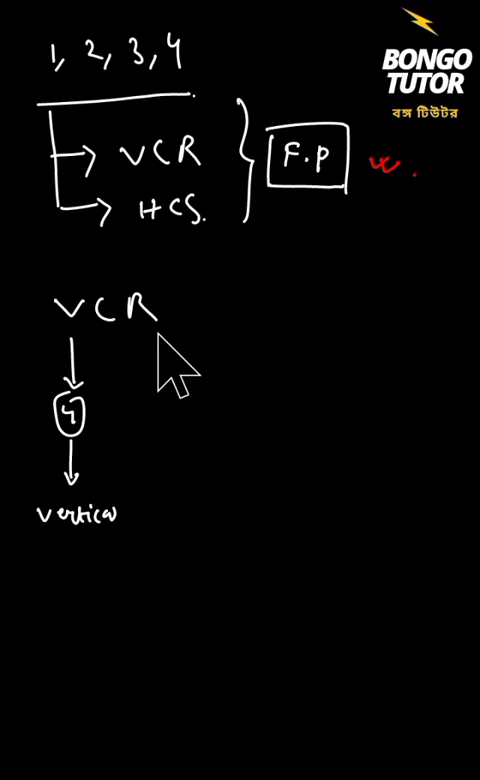 1, 2, 3, 4
BONGO
TUTOR
বঙ্গ টিউটর
VCR
F.P
HCS.
VCR
4
vertical